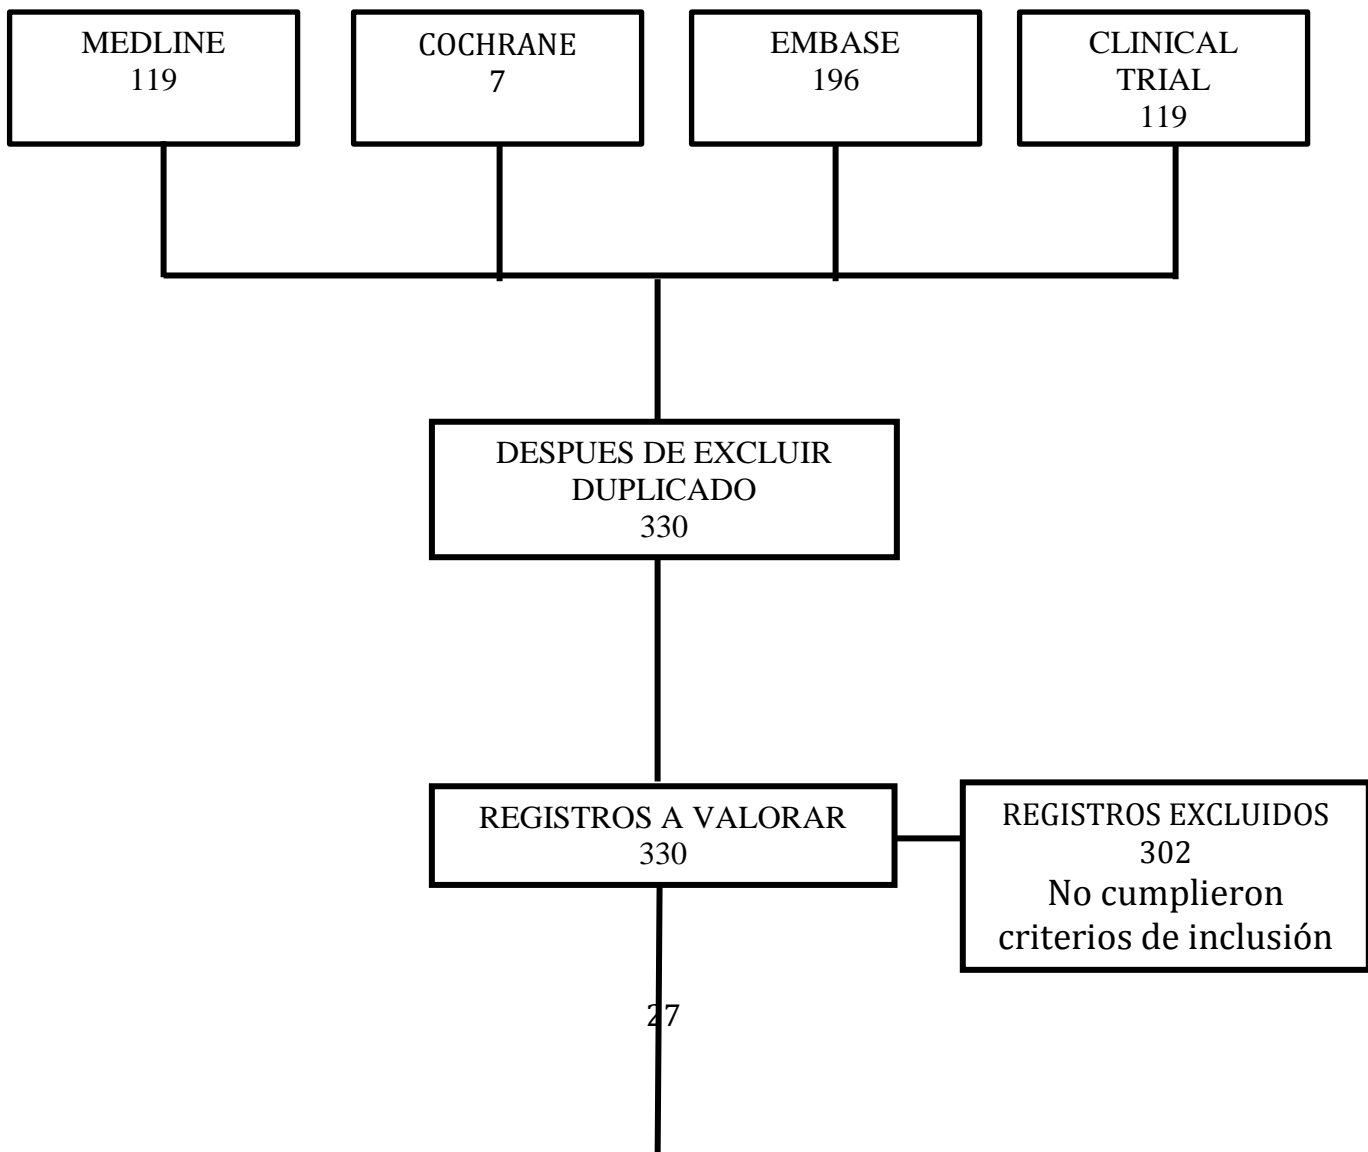 MEDLINE
119
COCHRANE
7
EMBASE
196
CLINICAL
TRIAL
119
DESPUES DE EXCLUIR
DUPLICADO
330
REGISTROS A VALORAR
330
REGISTROS EXCLUIDOS
302
No cumplieron
criterios de inclusión
27